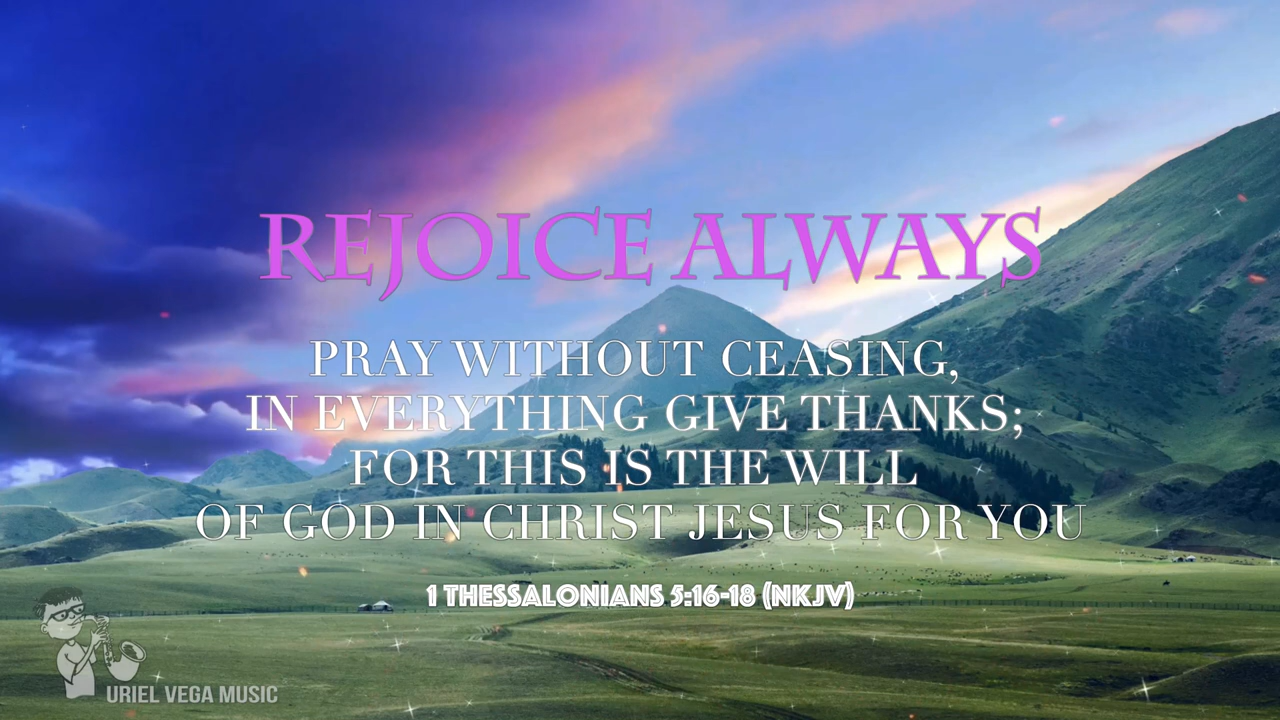 REJOICE ALWAYS
PRAY WITHOUT CEASING,
IN EVERYTHING GIVE THANKS;
FOR THIS IS THE WILL
OF GOD IN CHRIST JESUS FOR YOU
1 THESSALONIANS 5:16-18 (NKJV)
URIEL VEGA MUSIC